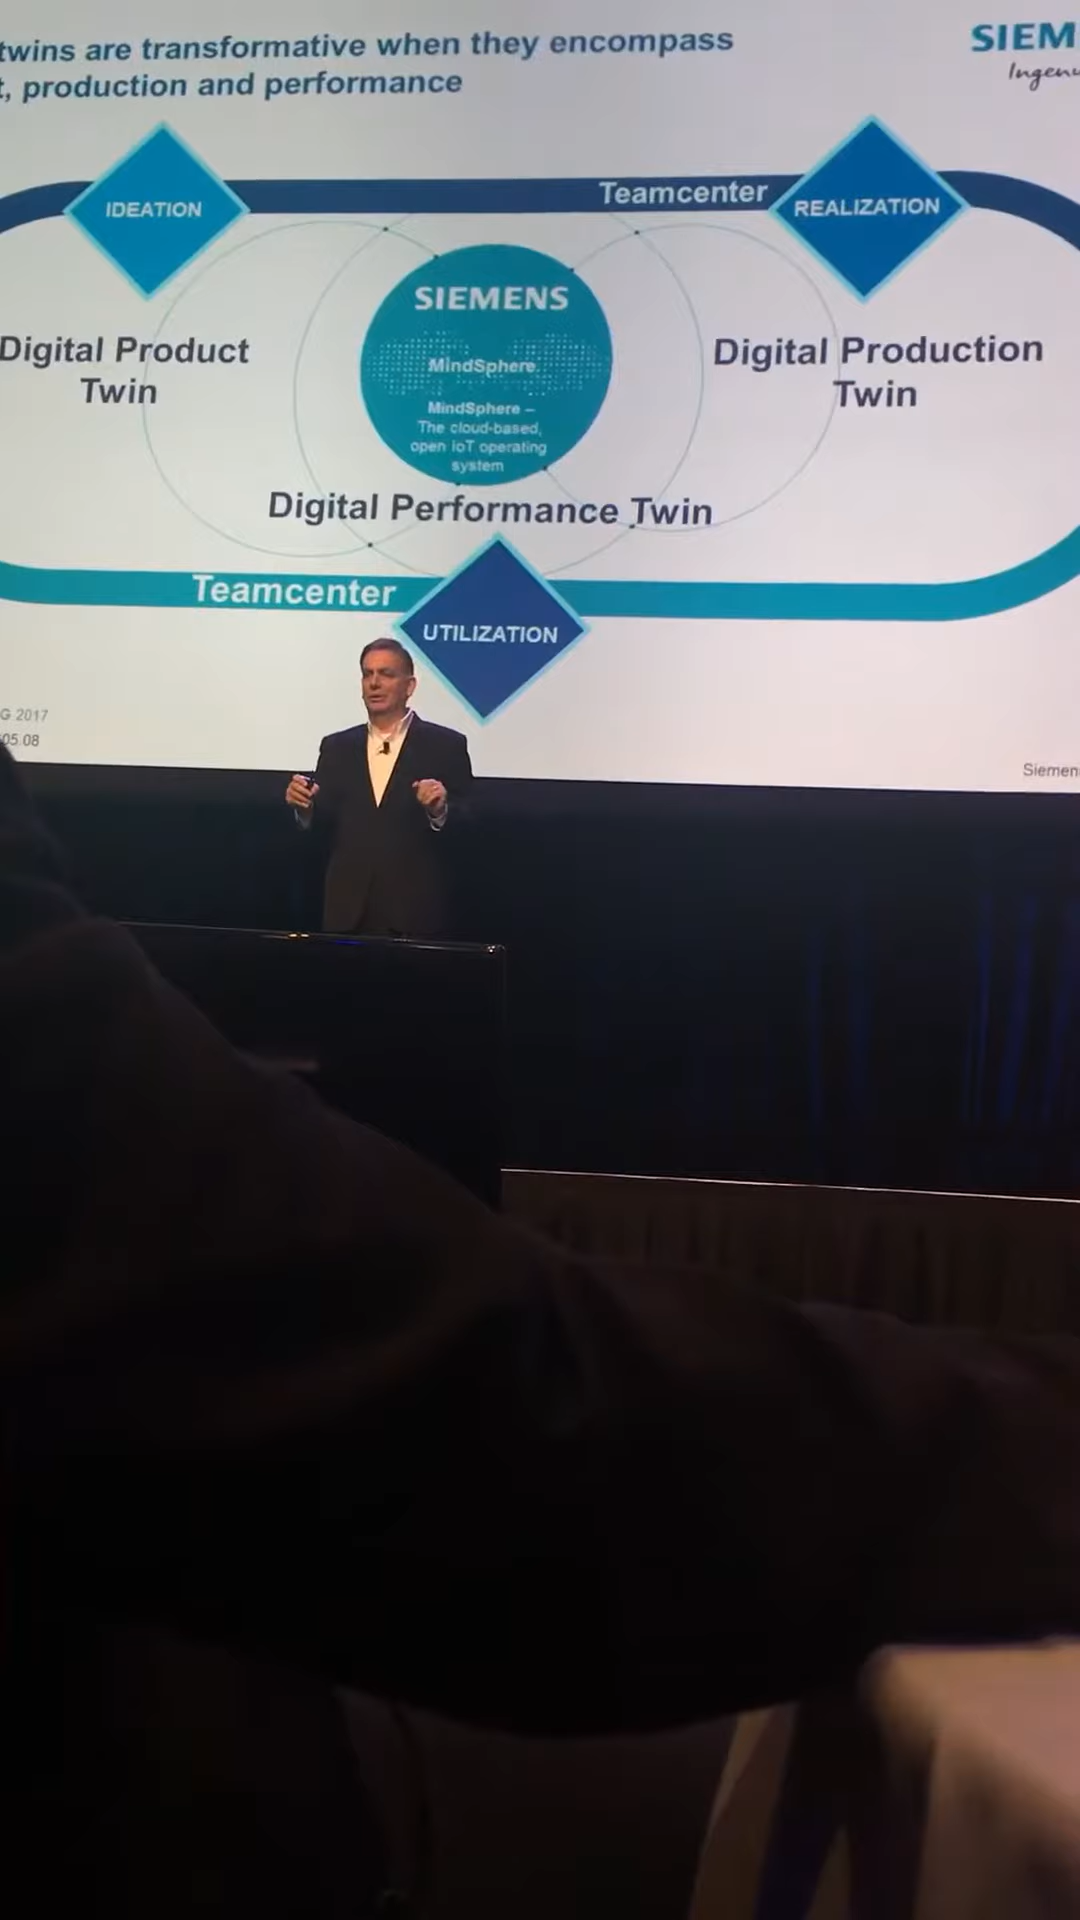 twins are transformative when they encompass
t, production and performance
SIEM
Ingenu
Teamcenter
IDEATION
REALIZATION
SIEMENS
MindSphere
MindSphere –
The cloud-based,
open IoT operating
system
Digital Product
Twin
Digital Production
Twin
Digital Performance Twin
Teamcenter
UTILIZATION
G 2017
05.08
Siemen